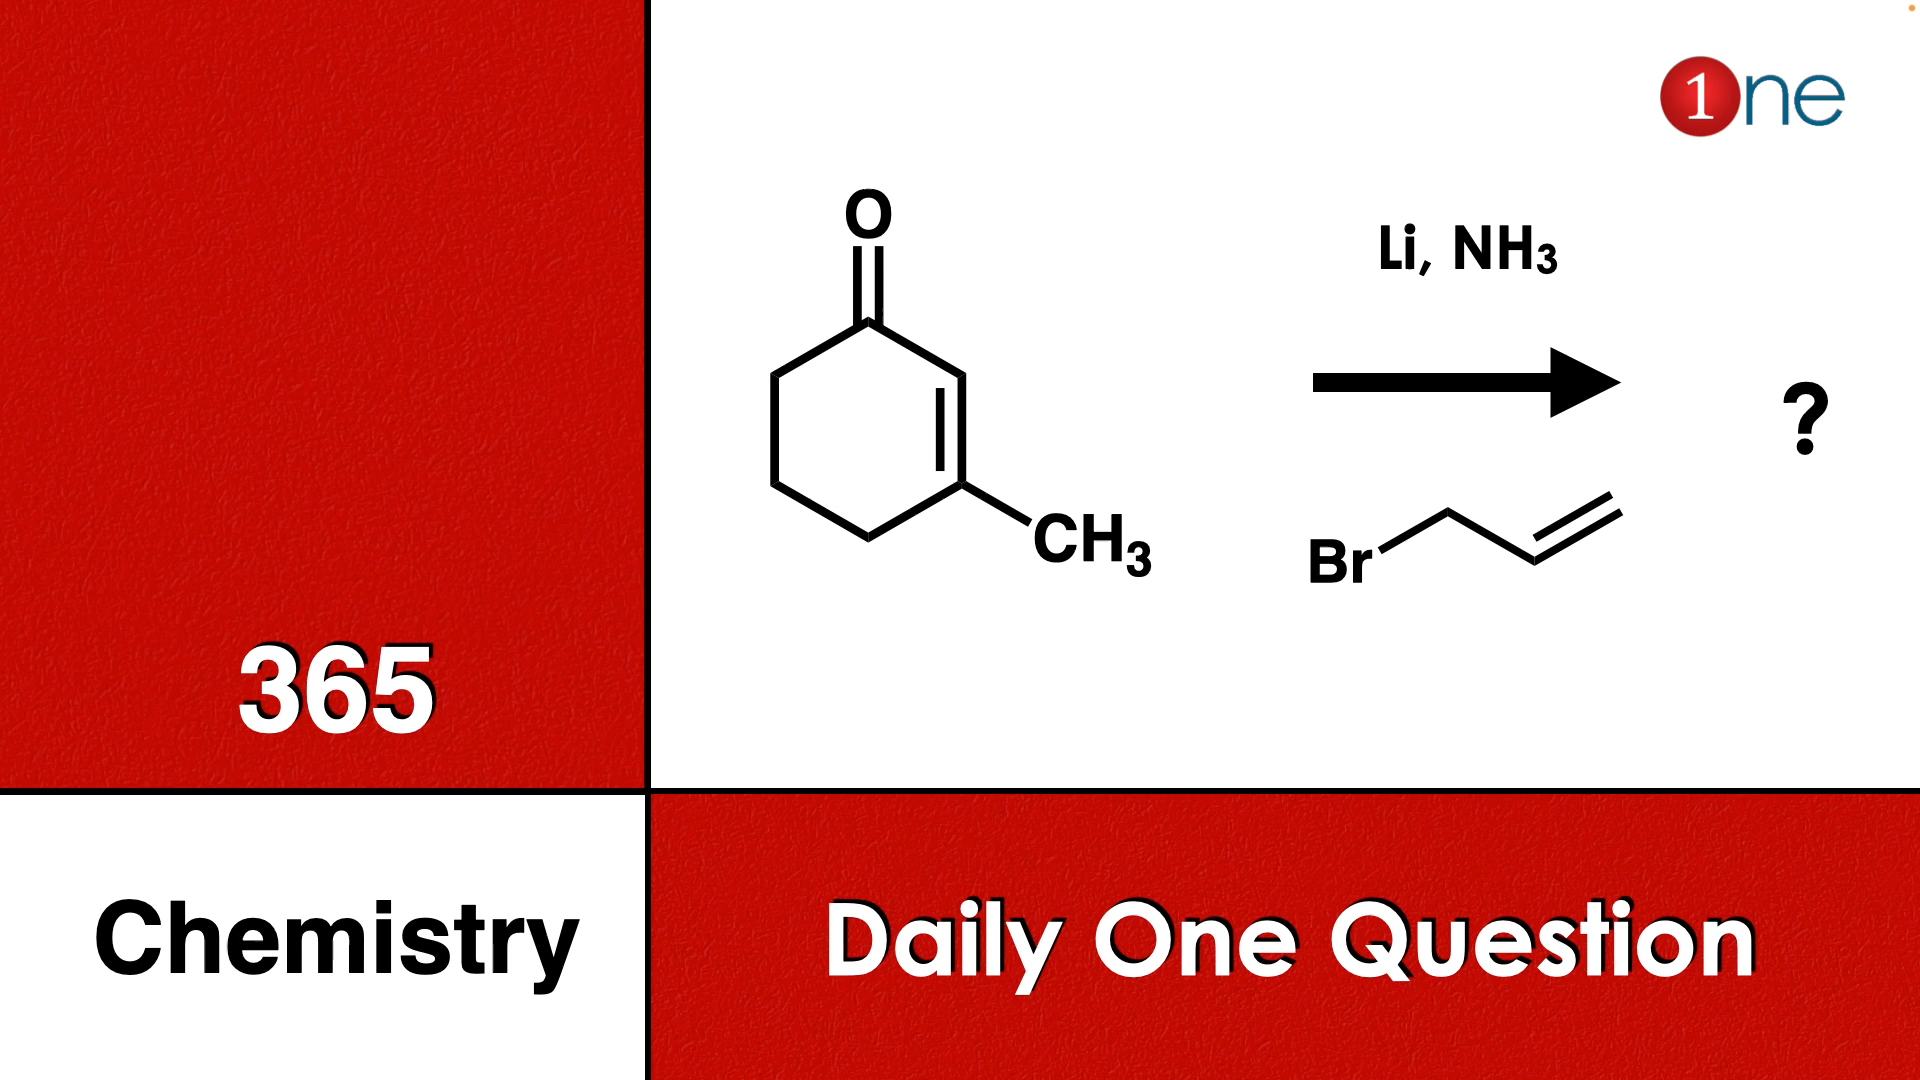 1ne
O
Li, NH3
?
CH3
Br
365
Chemistry
Daily One Question